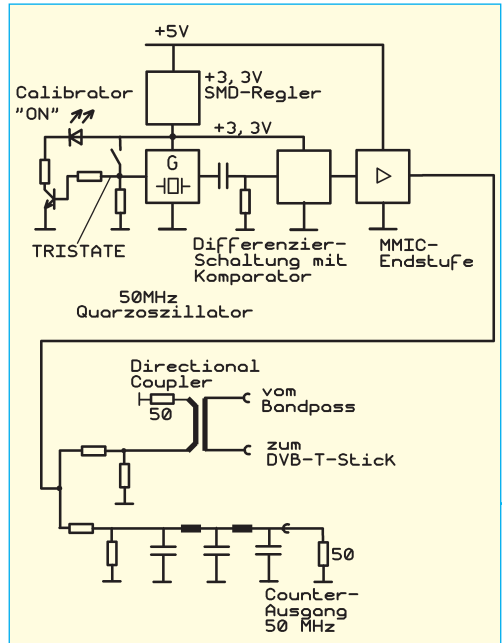 +5V
+3,3V
SMD-Regler
Calibrator
"ON"
+3,3V
G
TRISTATE
Differenzier-
Schaltung mit
Komparator
MMIC-
Endstufe
50MHz
Quarzoszillator
Directional
Coupler
50
vom
Bandpass
zum
DVB-T-Stick
50
Counter-
Ausgang
50 MHz